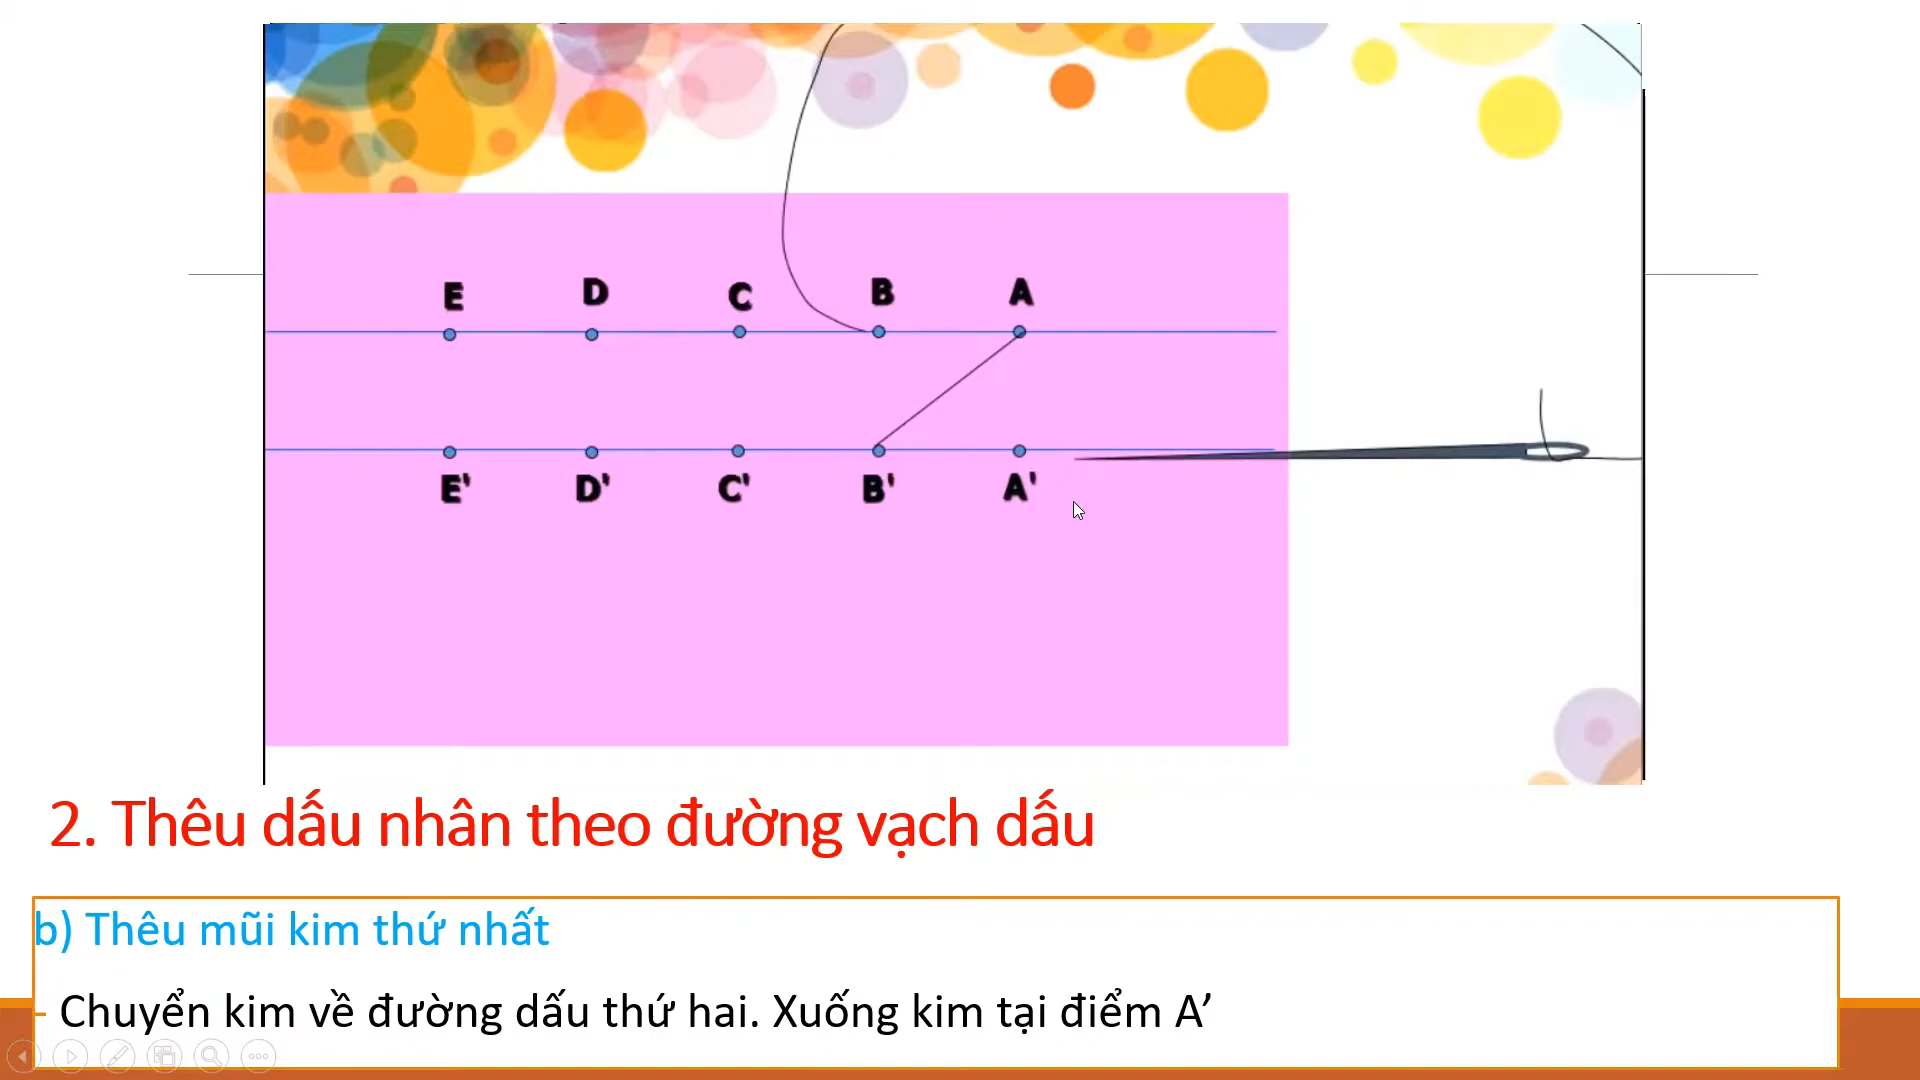 E D C B A
E' D' C' B' A'
2. Thêu dấu nhân theo đường vạch dấu
b) Thêu mũi kim thứ nhất
- Chuyển kim về đường dấu thứ hai. Xuống kim tại điểm A’